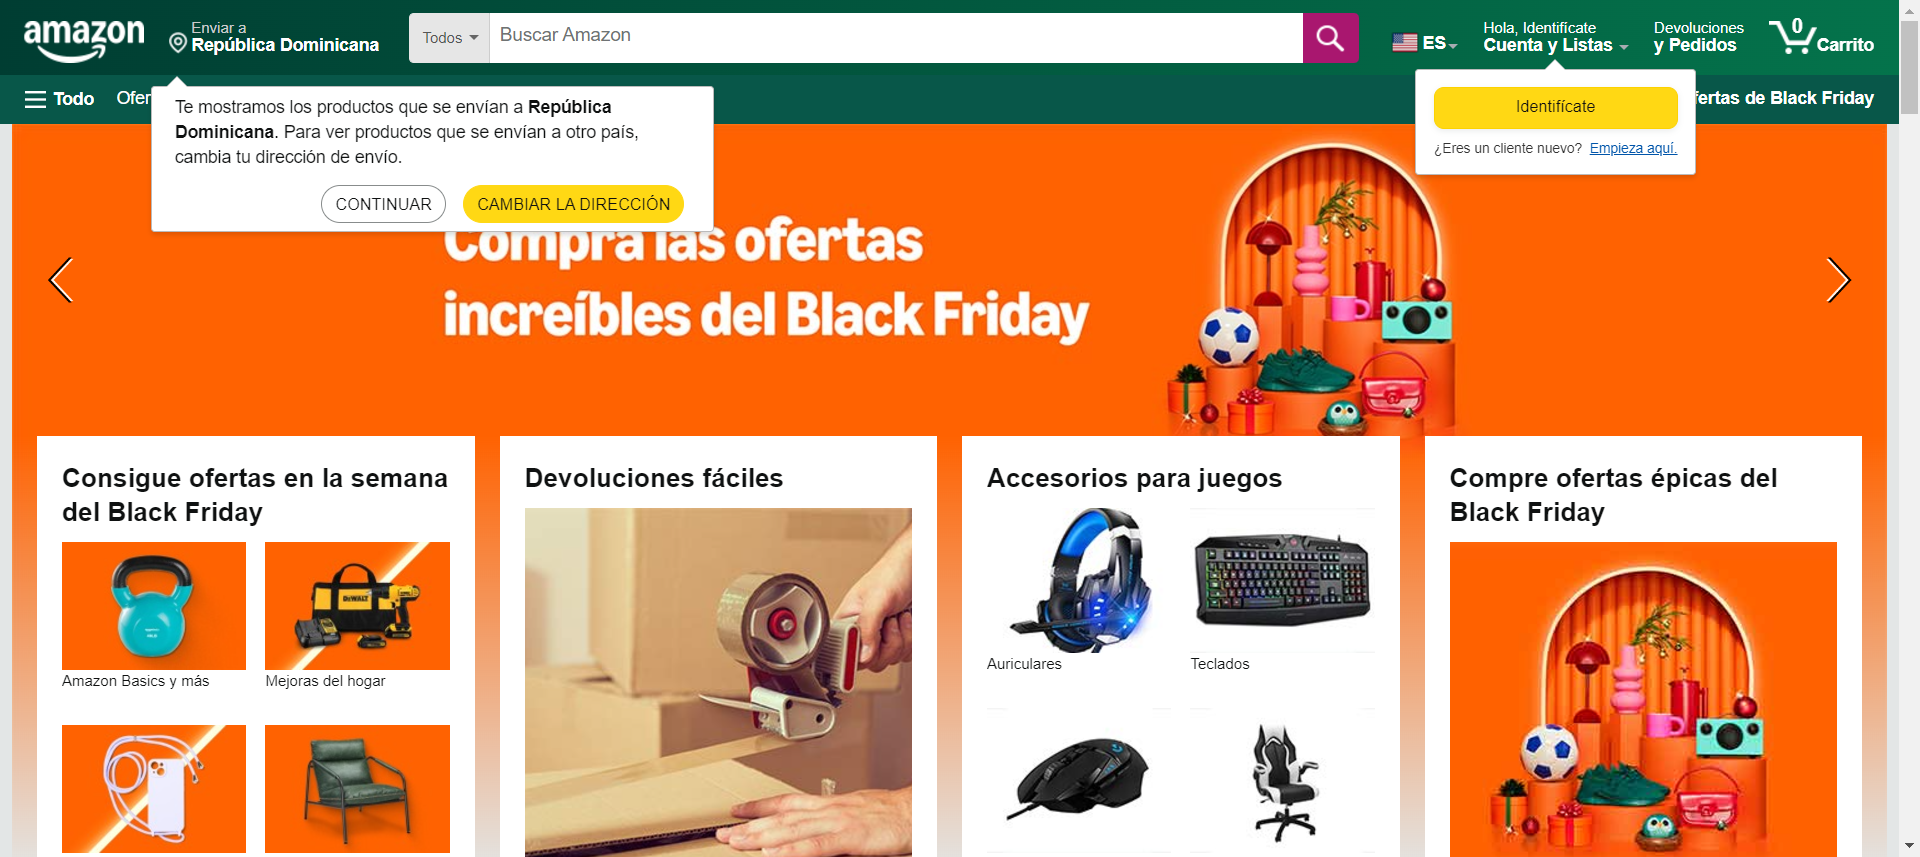 amazon
Enviar a
República Dominicana
Todos
Buscar Amazon
ES
Hola, Identifícate
Cuenta y Listas
Devoluciones
y Pedidos
0
Carrito
Todo
Ofer
fertas de Black Friday
Te mostramos los productos que se envían a República
Dominicana. Para ver productos que se envían a otro país,
cambia tu dirección de envío.
CONTINUAR
CAMBIAR LA DIRECCIÓN
Identifícate
¿Eres un cliente nuevo? Empieza aquí.
Compra las ofertas
increíbles del Black Friday
Consigue ofertas en la semana
del Black Friday
DEWALT
Amazon Basics y más
Mejoras del hogar
Devoluciones fáciles
Accesorios para juegos
Auriculares
Teclados
Compre ofertas épicas del
Black Friday